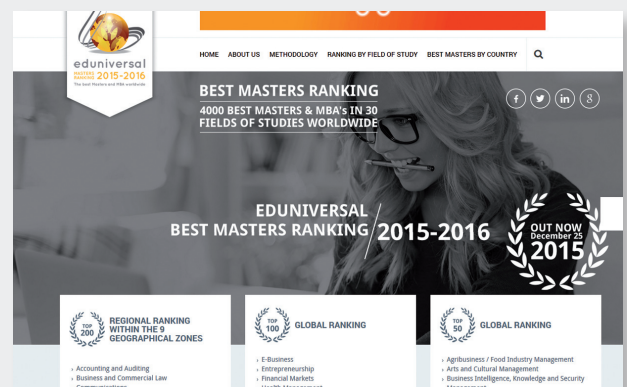 eduniversal
MASTERS
RANKING 2015-2016
The best Masters and MBA worldwide
HOME ABOUT US METHODOLOGY RANKING BY FIELD OF STUDY BEST MASTERS BY COUNTRY
BEST MASTERS RANKING
4000 BEST MASTERS & MBA's IN 30
FIELDS OF STUDIES WORLDWIDE
EDUNIVERSAL
BEST MASTERS RANKING / 2015-2016
OUT NOW
December 25
2015
TOP
200
REGIONAL RANKING
WITHIN THE 9
GEOGRAPHICAL ZONES
› Accounting and Auditing
› Business and Commercial Law
› Communications
TOP
100
GLOBAL RANKING
› E-Business
› Entrepreneurship
› Financial Markets
› Health Management
TOP
50
GLOBAL RANKING
› Agribusiness / Food Industry Management
› Arts and Cultural Management
› Business Intelligence, Knowledge and Security
Management